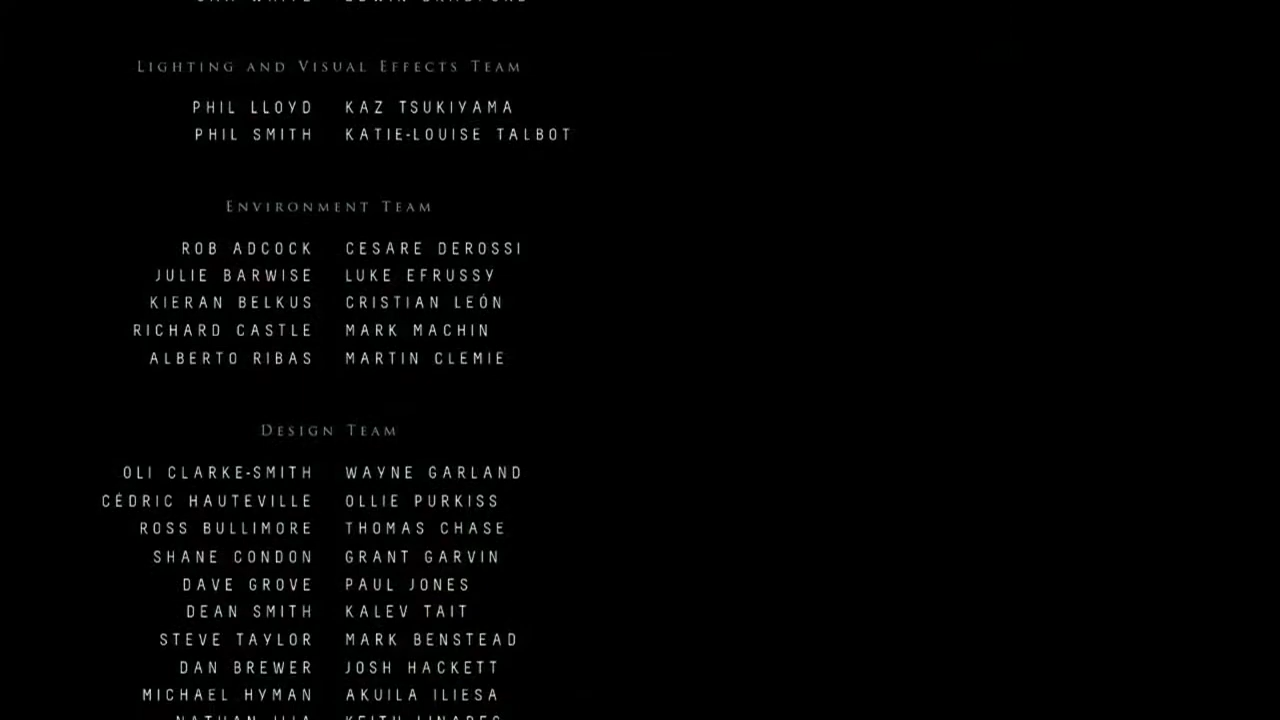 LIGHTING AND VISUAL EFFECTS TEAM
PHIL LLOYD KAZ TSUKIYAMA
PHIL SMITH KATIE-LOUISE TALBOT
ENVIRONMENT TEAM
ROB ADCOCK CESARE DEROSSI
JULIE BARWISE LUKE EFRUSSY
KIERAN BELKUS CRISTIAN LEÓN
RICHARD CASTLE MARK MACHIN
ALBERTO RIBAS MARTIN CLEMIE
DESIGN TEAM
OLI CLARKE-SMITH WAYNE GARLAND
CÉDRIC HAUTEVILLE OLLIE PURKISS
ROSS BULLIMORE THOMAS CHASE
SHANE CONDON GRANT GARVIN
DAVE GROVE PAUL JONES
DEAN SMITH KALEV TAIT
STEVE TAYLOR MARK BENSTEAD
DAN BREWER JOSH HACKETT
MICHAEL HYMAN AKUILA ILIESA